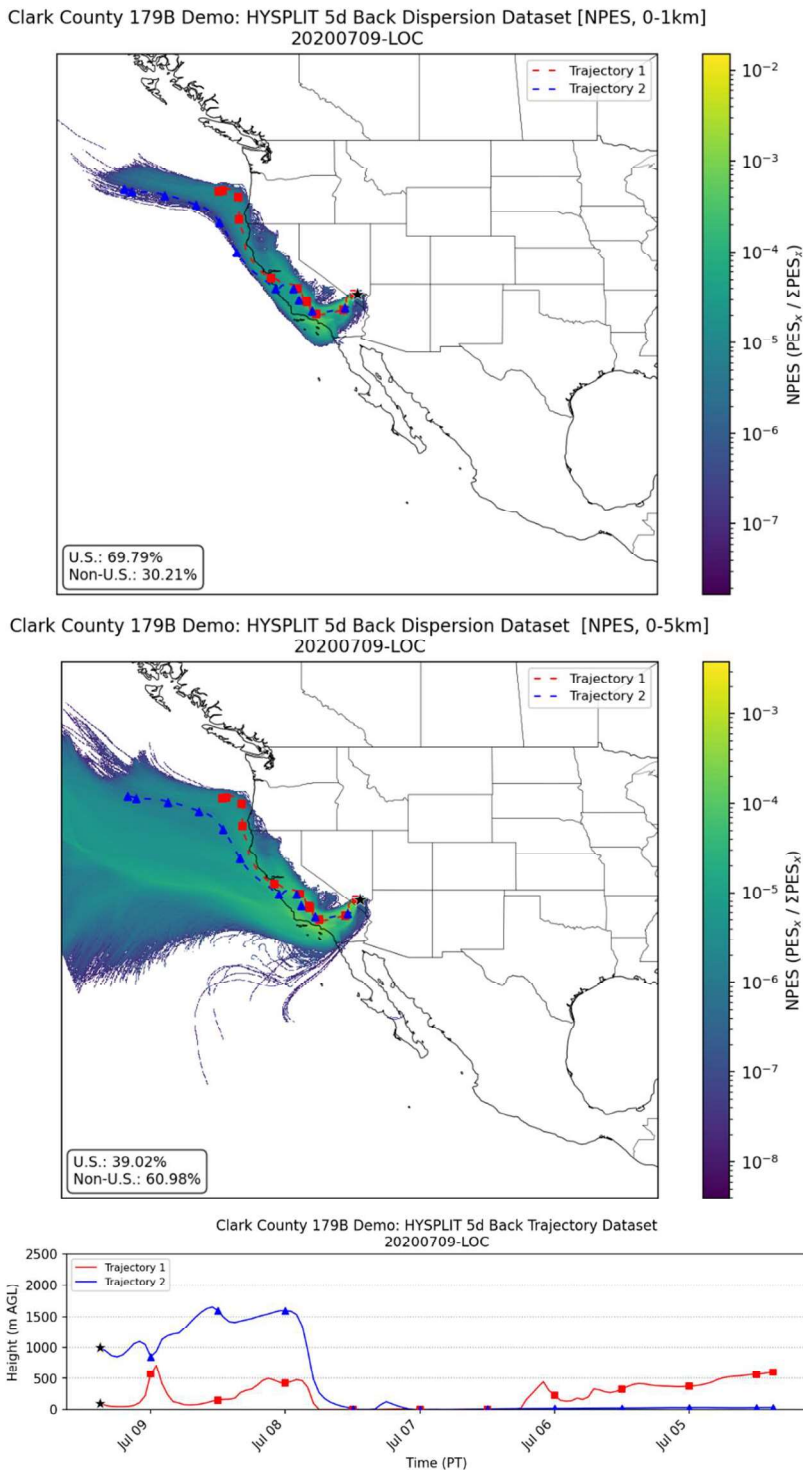 Clark County 179B Demo: HYSPLIT 5d Back Dispersion Dataset [NPES, 0-1km]
20200709-LOC
Trajectory 1
Trajectory 2
10⁻²
10⁻³
10⁻⁴
10⁻⁵
10⁻⁶
10⁻⁷
NPES (PESₓ / ΣPESₓ)
U.S.: 69.79%
Non-U.S.: 30.21%
Clark County 179B Demo: HYSPLIT 5d Back Dispersion Dataset [NPES, 0-5km]
20200709-LOC
Trajectory 1
Trajectory 2
10⁻³
10⁻⁴
10⁻⁵
10⁻⁶
10⁻⁷
10⁻⁸
NPES (PESₓ / ΣPESₓ)
U.S.: 39.02%
Non-U.S.: 60.98%
Clark County 179B Demo: HYSPLIT 5d Back Trajectory Dataset
20200709-LOC
Trajectory 1
Trajectory 2
Height (m AGL)
2500
2000
1500
1000
500
0
Jul 09
Jul 08
Jul 07
Jul 06
Jul 05
Time (PT)